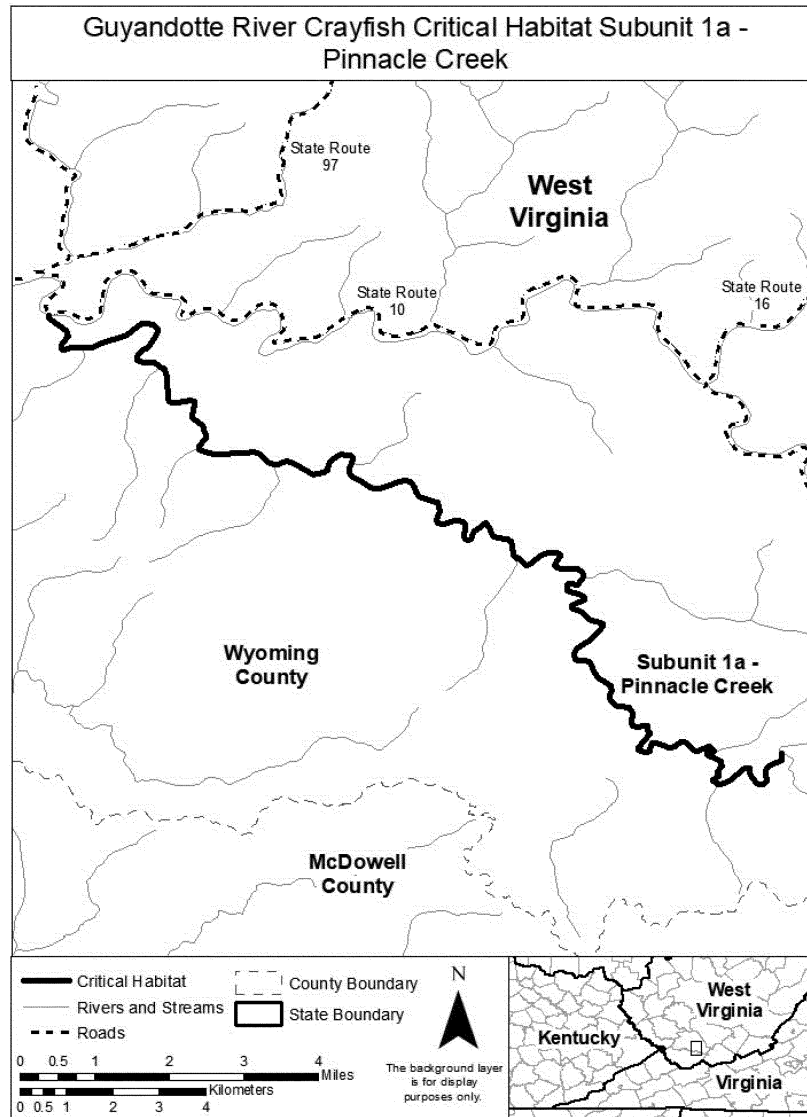 Guyandotte River Crayfish Critical Habitat Subunit 1a -
Pinnacle Creek
State Route
97
West
Virginia
State Route
10
State Route
16
Wyoming
County
Subunit 1a -
Pinnacle Creek
McDowell
County
Critical Habitat
Rivers and Streams
Roads
County Boundary
State Boundary
0 0.5 1 2 3 4
Miles
Kilometers
0 0.5 1 2 3 4
N
The background layer
is for display
purposes only.
West
Virginia
Kentucky
Virginia